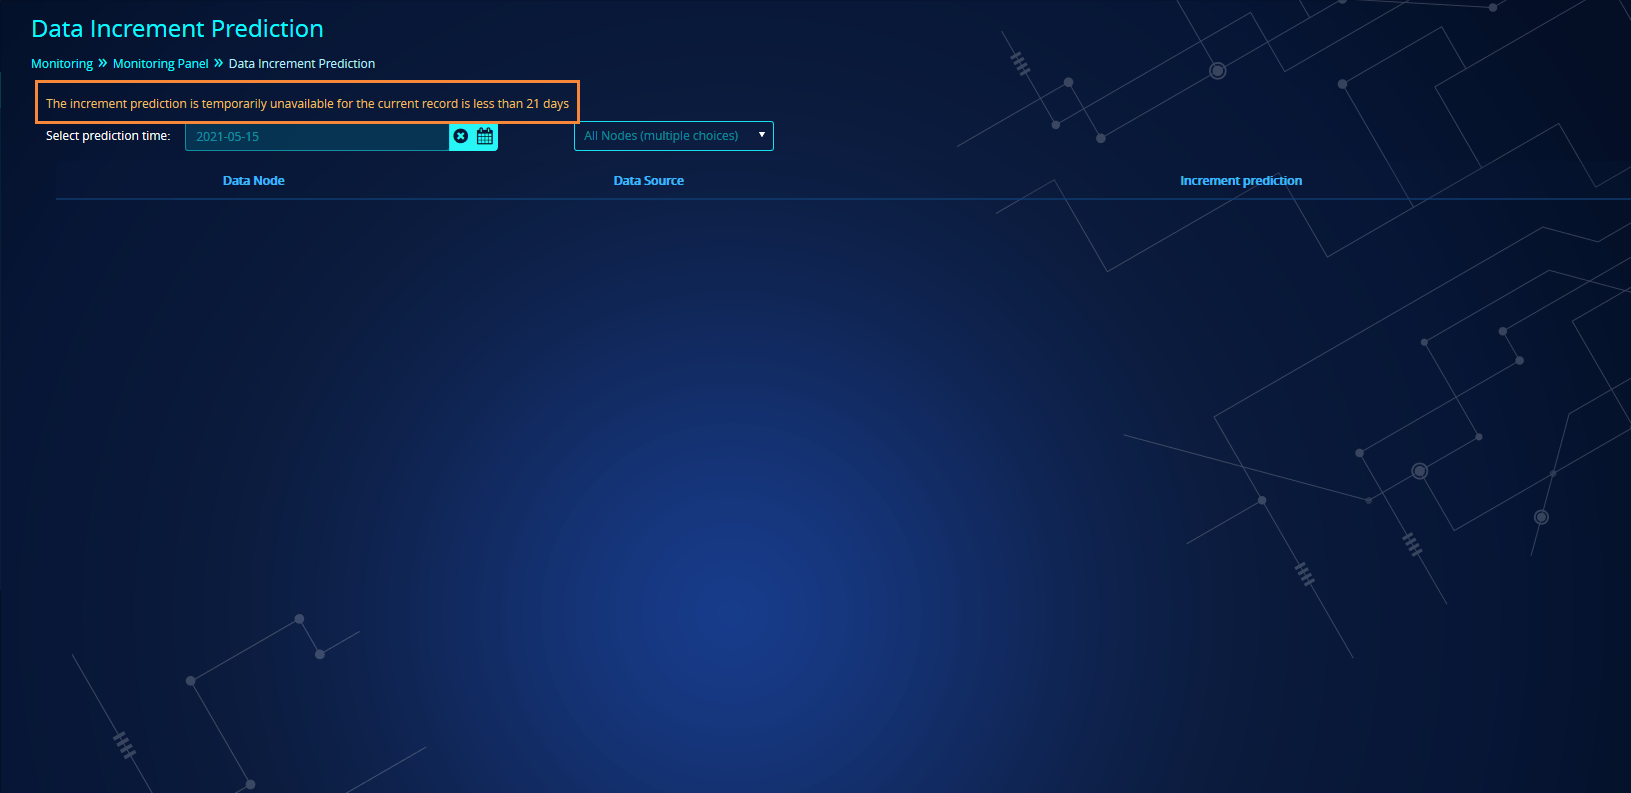 Data Increment Prediction
Monitoring » Monitoring Panel » Data Increment Prediction
The increment prediction is temporarily unavailable for the current record is less than 21 days
Select prediction time: 2021-05-15 All Nodes (multiple choices)
Data Node Data Source Increment prediction